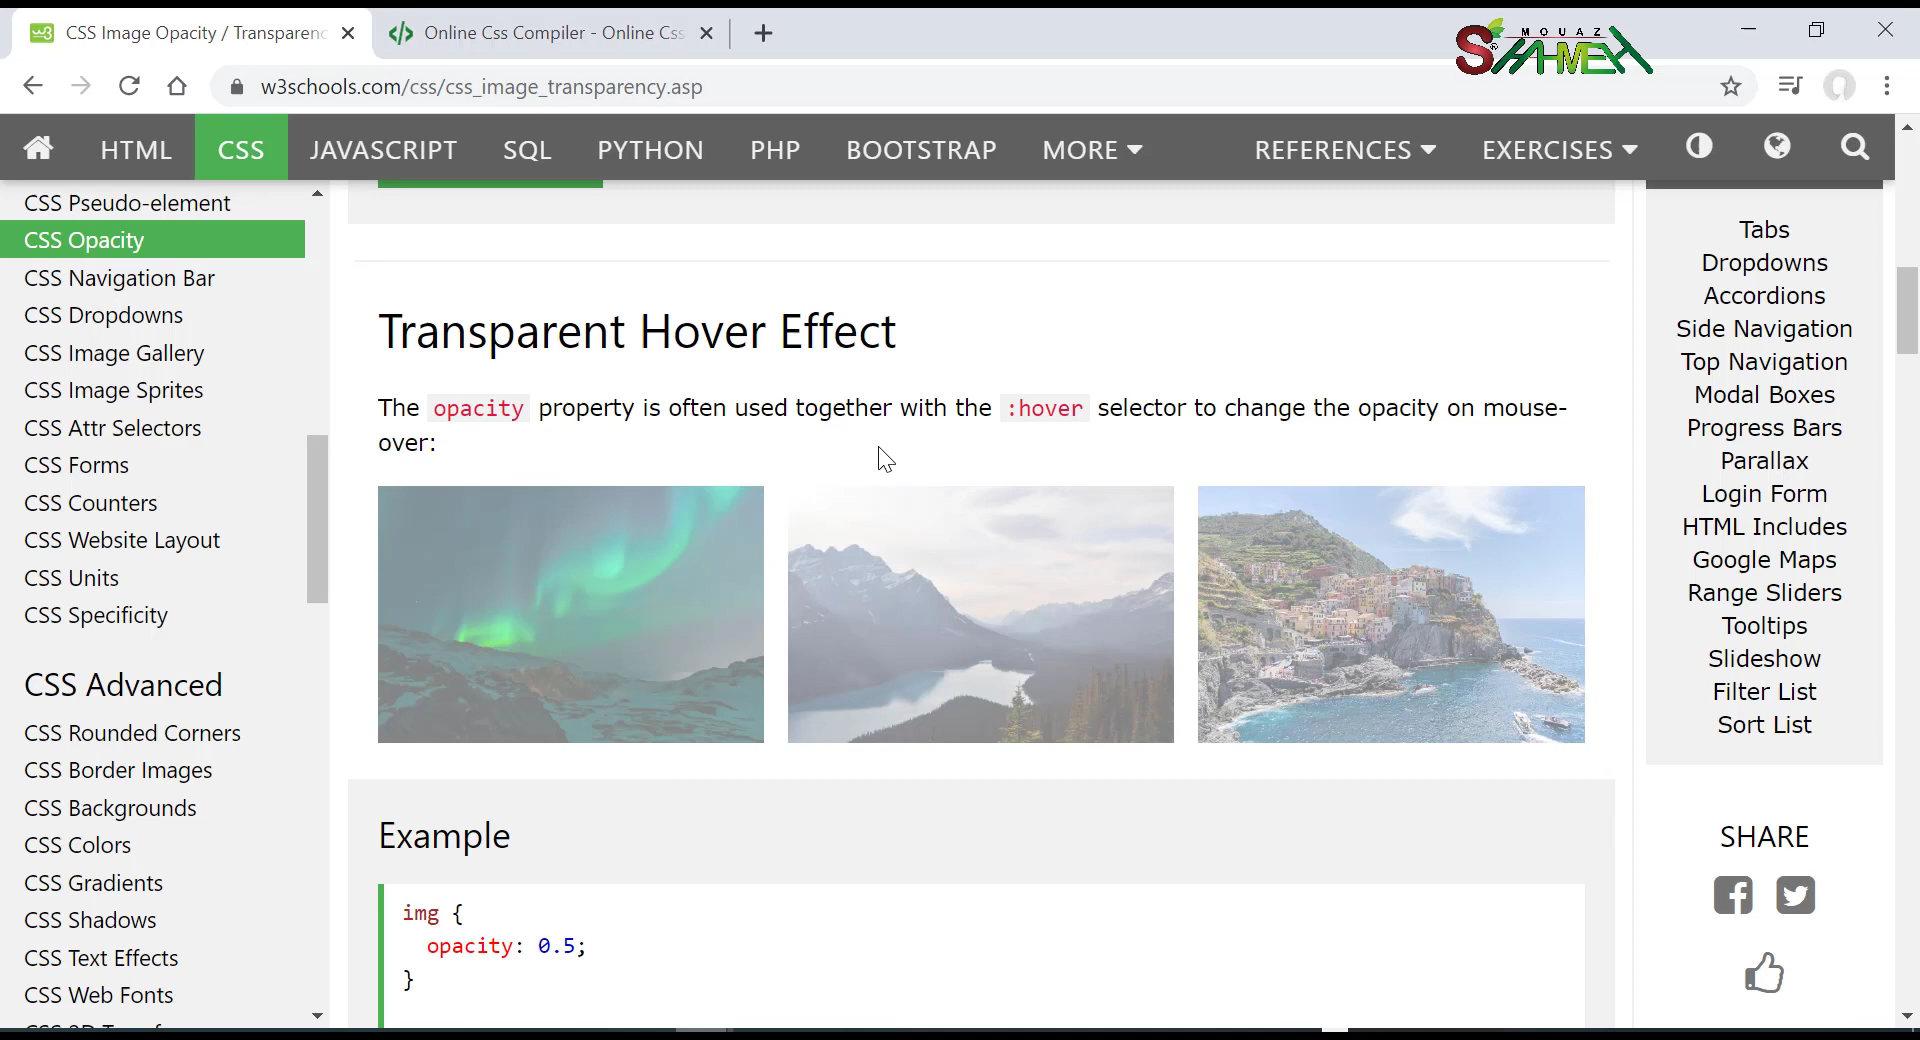 CSS Image Opacity / Transparenc
Online Css Compiler - Online Css
MOUAZ
SHAHMEH
w3schools.com/css/css_image_transparency.asp
HTML CSS JAVASCRIPT SQL PYTHON PHP BOOTSTRAP MORE REFERENCES EXERCISES
CSS Pseudo-element
CSS Opacity
CSS Navigation Bar
CSS Dropdowns
CSS Image Gallery
CSS Image Sprites
CSS Attr Selectors
CSS Forms
CSS Counters
CSS Website Layout
CSS Units
CSS Specificity
CSS Advanced
CSS Rounded Corners
CSS Border Images
CSS Backgrounds
CSS Colors
CSS Gradients
CSS Shadows
CSS Text Effects
CSS Web Fonts
Transparent Hover Effect
The opacity property is often used together with the :hover selector to change the opacity on mouse-
over:
Example
img {
opacity: 0.5;
}
Tabs
Dropdowns
Accordions
Side Navigation
Top Navigation
Modal Boxes
Progress Bars
Parallax
Login Form
HTML Includes
Google Maps
Range Sliders
Tooltips
Slideshow
Filter List
Sort List
SHARE